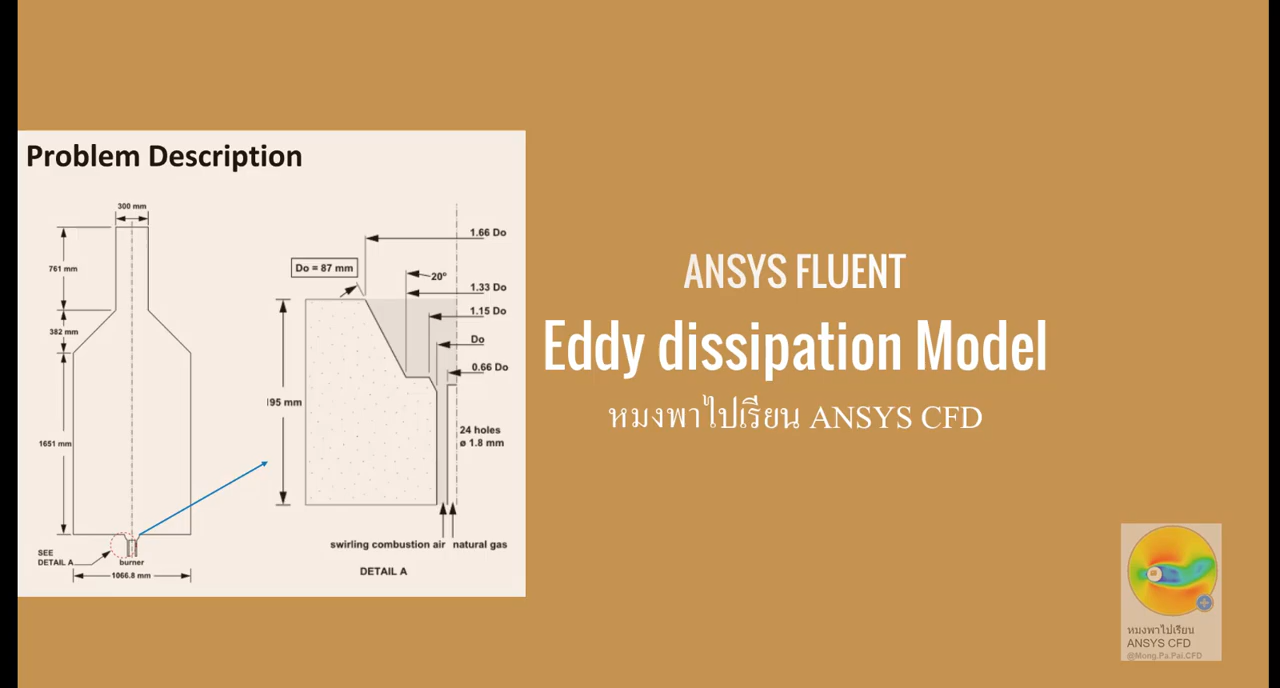 Problem Description
300 mm
761 mm
382 mm
1651 mm
SEE
DETAIL A
burner
1066.8 mm
1.66 Do
Do = 87 mm
20°
1.33 Do
1.15 Do
Do
0.66 Do
195 mm
24 holes
ø 1.8 mm
swirling combustion air
natural gas
DETAIL A
ANSYS FLUENT
Eddy dissipation Model
หมงพาไปเรียน ANSYS CFD
หมงพาไปเรียน
ANSYS CFD
@Mong.Pa.Pai.CFD